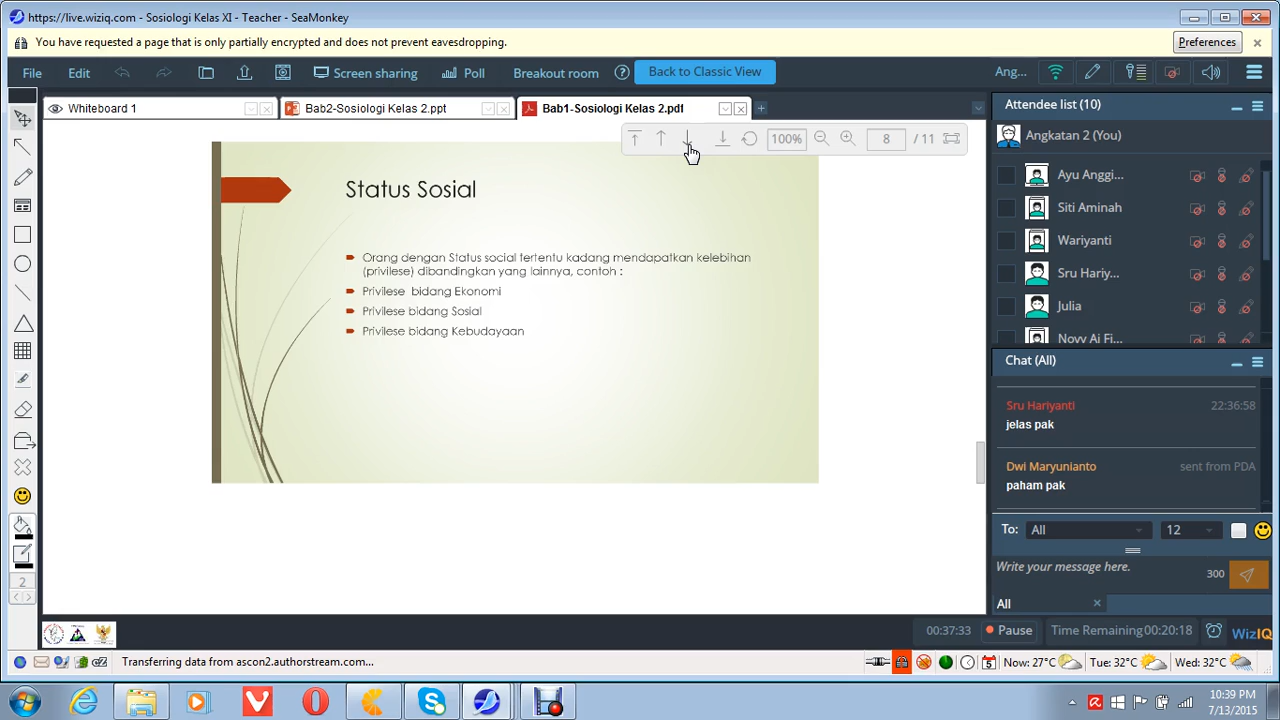 https://live.wiziq.com - Sosiologi Kelas XI - Teacher - SeaMonkey
You have requested a page that is only partially encrypted and does not prevent eavesdropping.
Preferences
File Edit Screen sharing Poll Breakout room ? Back to Classic View Ang...
Whiteboard 1
Bab2-Sosiologi Kelas 2.ppt
Bab1-Sosiologi Kelas 2.pdf
Attendee list (10)
100% 8 / 11
Angkatan 2 (You)
Ayu Anggi...
Siti Aminah
Wariyanti
Sru Hariy...
Julia
Novy Ai Fi...
Status Sosial
Orang dengan Status social tertentu kadang mendapatkan kelebihan
(privilese) dibandingkan yang lainnya, contoh :
Privilese bidang Ekonomi
Privilese bidang Sosial
Privilese bidang Kebudayaan
Chat (All)
Sru Hariyanti 22:36:58
jelas pak
Dwi Maryunianto sent from PDA
paham pak
To: All 12
Write your message here. 300
All
2
00:37:33 Pause Time Remaining 00:20:18 WizIQ
Transferring data from ascon2.authorstream.com...
Now: 27°C Tue: 32°C Wed: 32°C
10:39 PM
7/13/2015